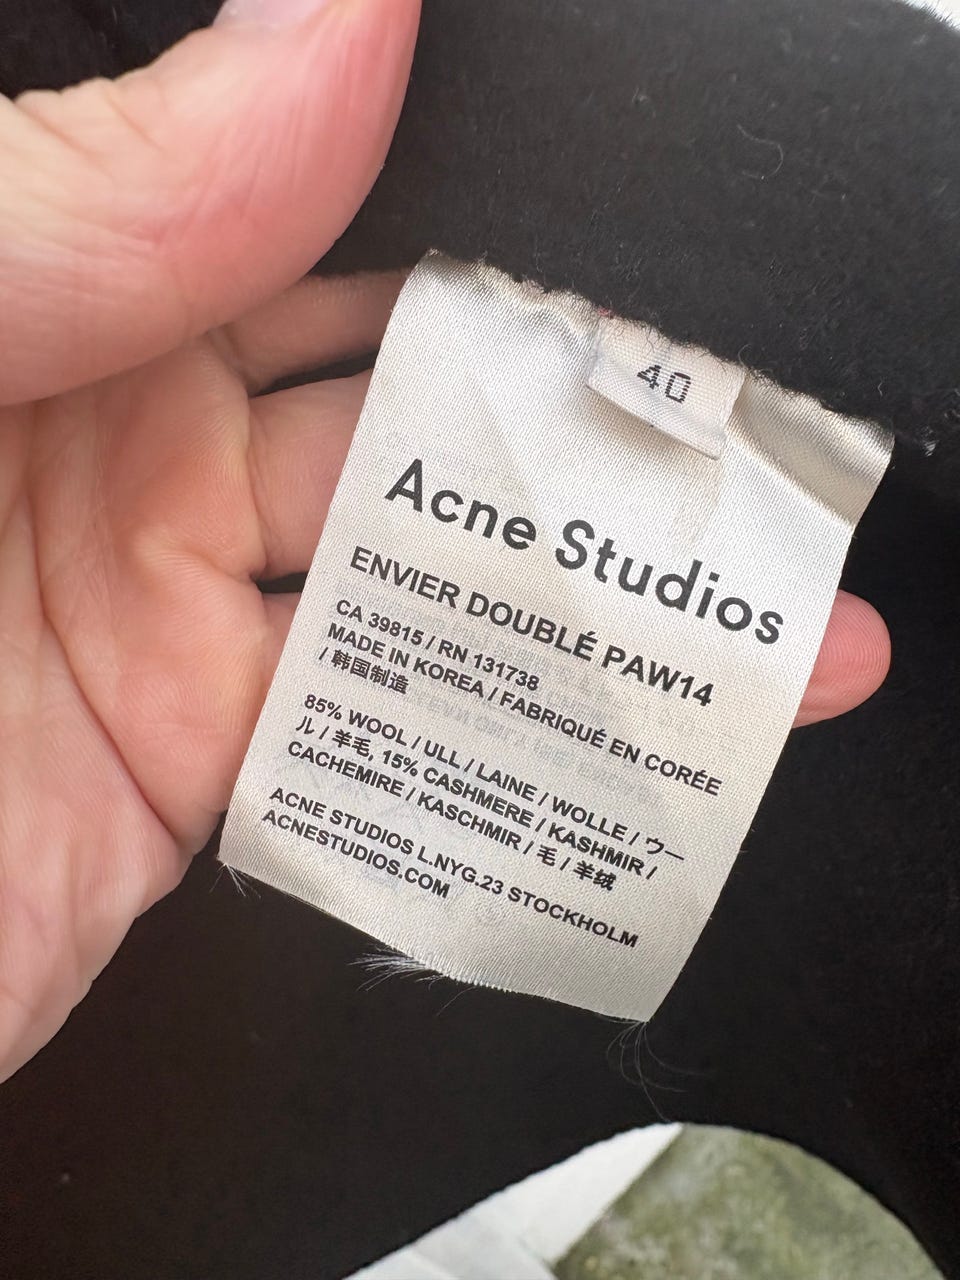 40
Acne Studios
ENVIER DOUBLÉ PAW14
CA 39815 / RN 131738
MADE IN KOREA / FABRIQUÉ EN CORÉE
/ 韩国制造
85% WOOL / ULL / LAINE / WOLLE / ウー
ル / 羊毛, 15% CASHMERE / KASHMIR /
CACHEMIRE / KASCHMIR / 毛 / 羊绒
ACNE STUDIOS L.NYG.23 STOCKHOLM
ACNESTUDIOS.COM